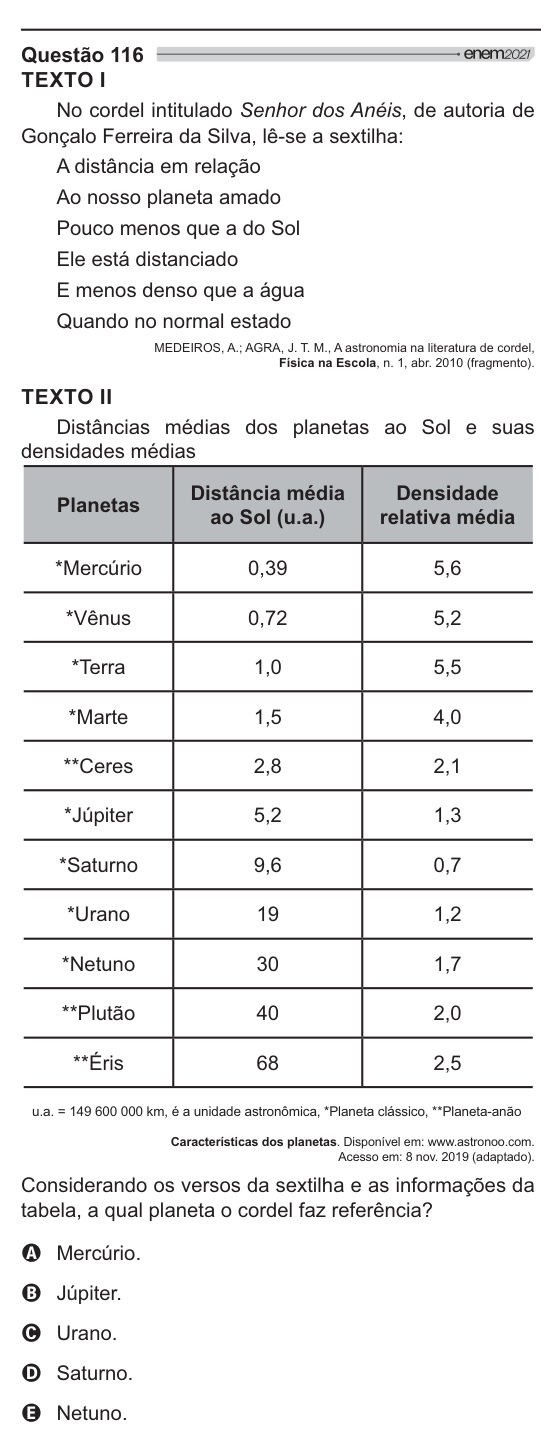 Questão 116 enem2021
TEXTO I
No cordel intitulado Senhor dos Anéis, de autoria de
Gonçalo Ferreira da Silva, lê-se a sextilha:
A distância em relação
Ao nosso planeta amado
Pouco menos que a do Sol
Ele está distanciado
E menos denso que a água
Quando no normal estado
MEDEIROS, A.; AGRA, J. T. M., A astronomia na literatura de cordel,
Física na Escola, n. 1, abr. 2010 (fragmento).
TEXTO II
Distâncias médias dos planetas ao Sol e suas
densidades médias
Planetas Distância média ao Sol (u.a.) Densidade relativa média
*Mercúrio 0,39 5,6
*Vênus 0,72 5,2
*Terra 1,0 5,5
*Marte 1,5 4,0
**Ceres 2,8 2,1
*Júpiter 5,2 1,3
*Saturno 9,6 0,7
*Urano 19 1,2
*Netuno 30 1,7
**Plutão 40 2,0
**Éris 68 2,5
u.a. = 149 600 000 km, é a unidade astronômica, *Planeta clássico, **Planeta-anão
Características dos planetas. Disponível em: www.astronoo.com.
Acesso em: 8 nov. 2019 (adaptado).
Considerando os versos da sextilha e as informações da
tabela, a qual planeta o cordel faz referência?
A Mercúrio.
B Júpiter.
C Urano.
D Saturno.
E Netuno.